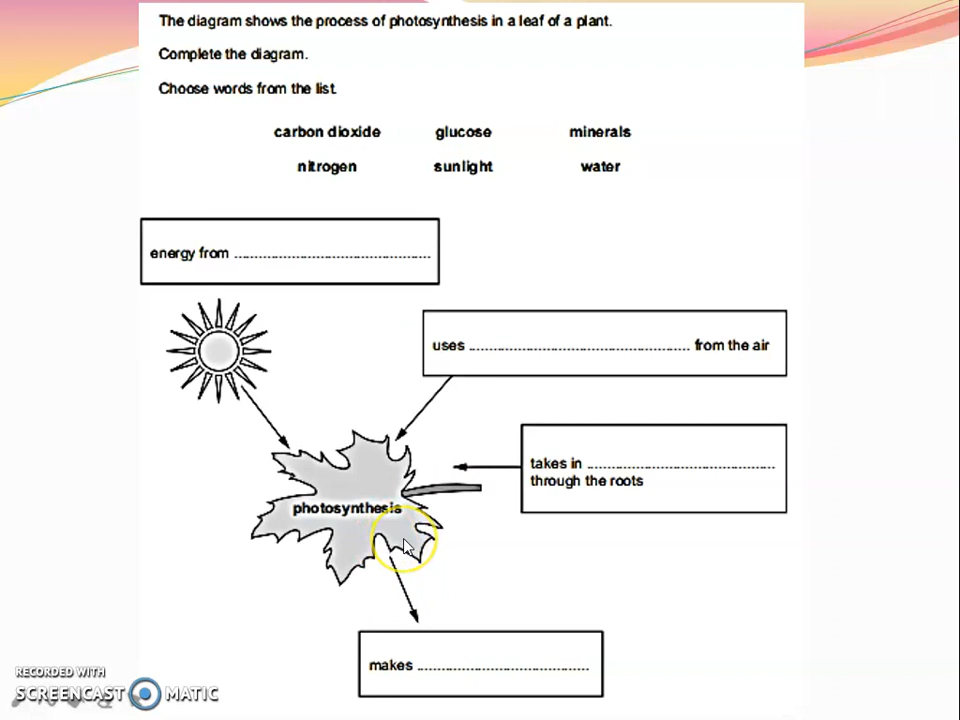 The diagram shows the process of photosynthesis in a leaf of a plant.
Complete the diagram.
Choose words from the list.
carbon dioxide glucose minerals
nitrogen sunlight water
energy from ................................................
uses ...................................................... from the air
takes in ..............................................
through the roots
photosynthesis
makes ..........................................
RECORDED WITH
SCREENCAST MATIC